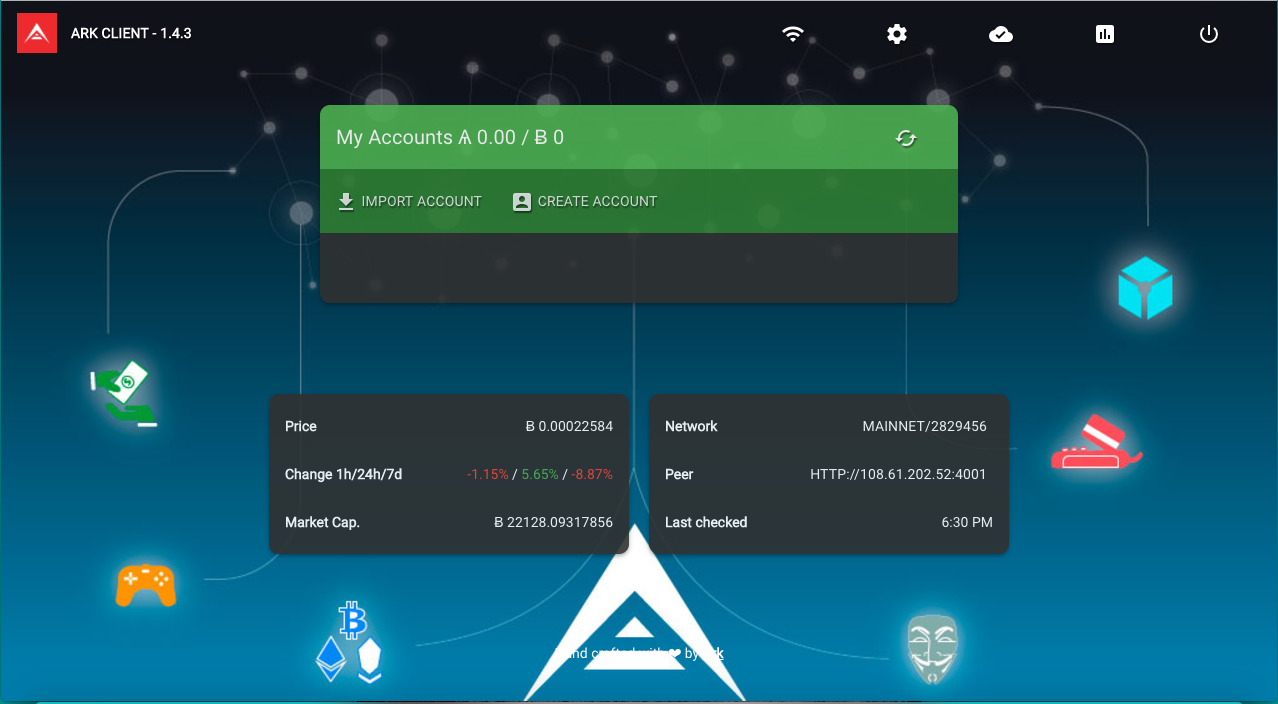 ARK CLIENT - 1.4.3
My Accounts Ѧ 0.00 / Ƀ 0
IMPORT ACCOUNT CREATE ACCOUNT
Price Ƀ 0.00022584
Change 1h/24h/7d -1.15% / 5.65% / -8.87%
Market Cap. Ƀ 22128.09317856
Network MAINNET/2829456
Peer HTTP://108.61.202.52:4001
Last checked 6:30 PM
crafted with ❤ by